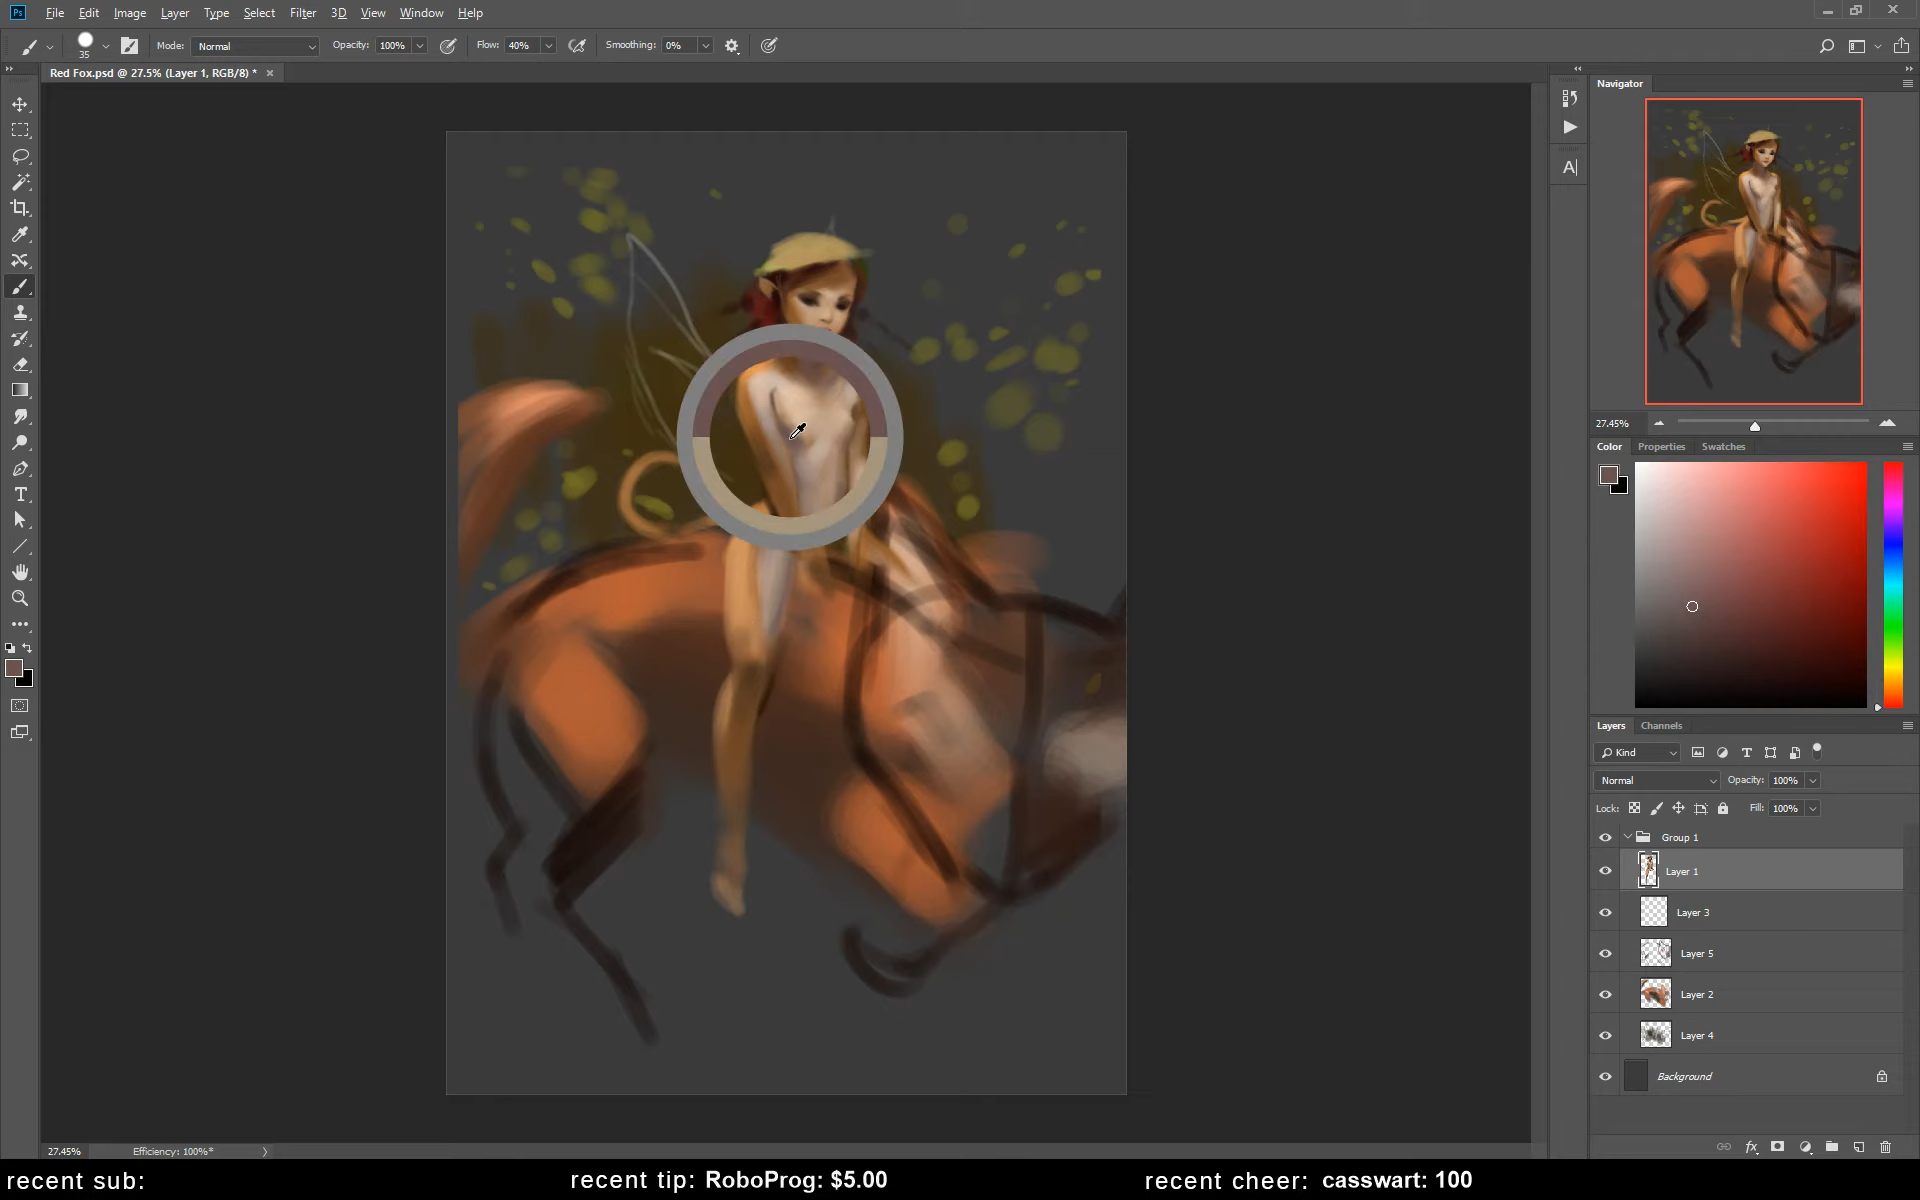 Ps File Edit Image Layer Type Select Filter 3D View Window Help
35 Mode: Normal Opacity: 100% Flow: 40% Smoothing: 0%
Red Fox.psd @ 27.5% (Layer 1, RGB/8) *
Navigator
A|
27.45%
Color Properties Swatches
Layers Channels
Kind
Normal Opacity: 100%
Lock: Fill: 100%
Group 1
Layer 1
Layer 3
Layer 5
Layer 2
Layer 4
Background
fx
27.45% Efficiency: 100%*
recent sub: recent tip: RoboProg: $5.00 recent cheer: casswart: 100